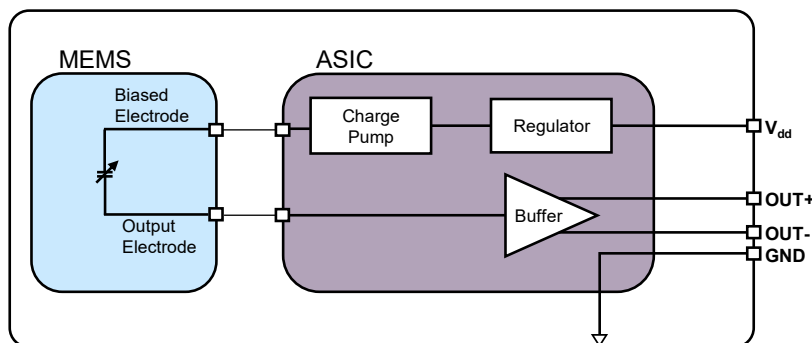 MEMS
ASIC
Biased
Electrode
Charge
Pump
Regulator
Vdd
OUT+
Buffer
OUT-
Output
Electrode
GND